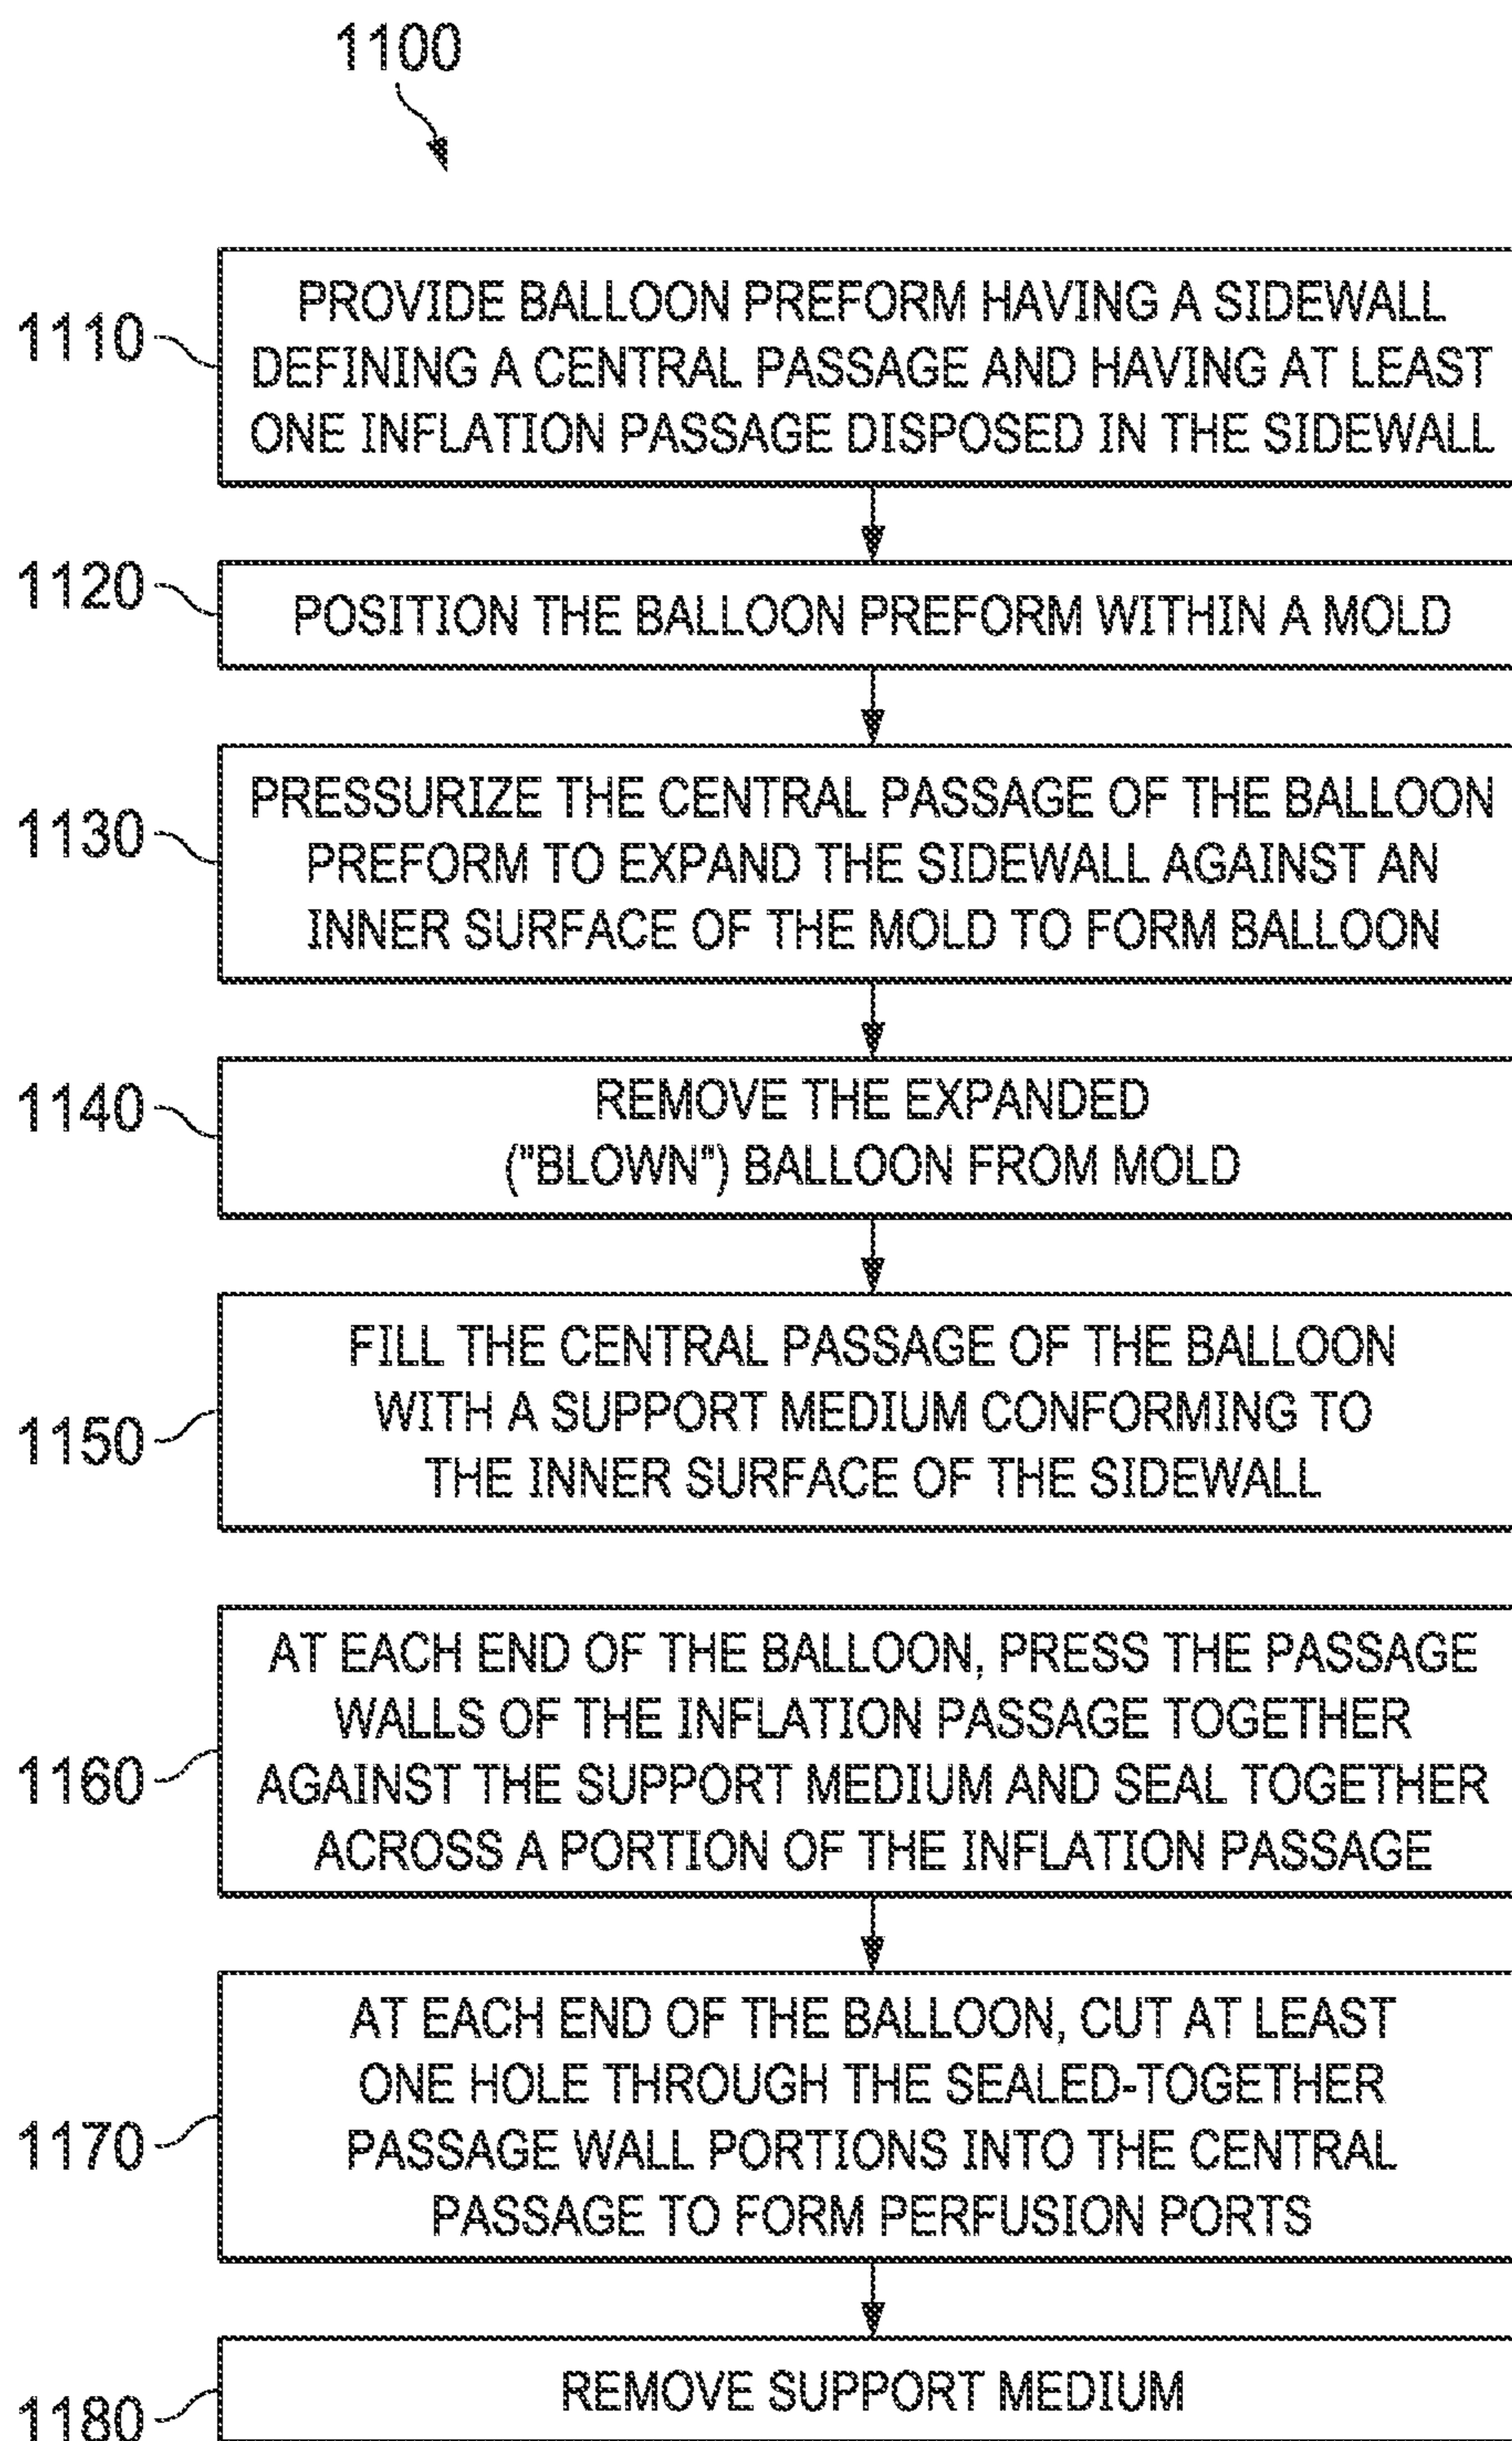 1100
1110
PROVIDE BALLOON PREFORM HAVING A SIDEWALL
DEFINING A CENTRAL PASSAGE AND HAVING AT LEAST
ONE INFLATION PASSAGE DISPOSED IN THE SIDEWALL
1120
POSITION THE BALLOON PREFORM WITHIN A MOLD
1130
PRESSURIZE THE CENTRAL PASSAGE OF THE BALLOON
PREFORM TO EXPAND THE SIDEWALL AGAINST AN
INNER SURFACE OF THE MOLD TO FORM BALLOON
1140
REMOVE THE EXPANDED
("BLOWN") BALLOON FROM MOLD
1150
FILL THE CENTRAL PASSAGE OF THE BALLOON
WITH A SUPPORT MEDIUM CONFORMING TO
THE INNER SURFACE OF THE SIDEWALL
1160
AT EACH END OF THE BALLOON, PRESS THE PASSAGE
WALLS OF THE INFLATION PASSAGE TOGETHER
AGAINST THE SUPPORT MEDIUM AND SEAL TOGETHER
ACROSS A PORTION OF THE INFLATION PASSAGE
1170
AT EACH END OF THE BALLOON, CUT AT LEAST
ONE HOLE THROUGH THE SEALED-TOGETHER
PASSAGE WALL PORTIONS INTO THE CENTRAL
PASSAGE TO FORM PERFUSION PORTS
1180
REMOVE SUPPORT MEDIUM